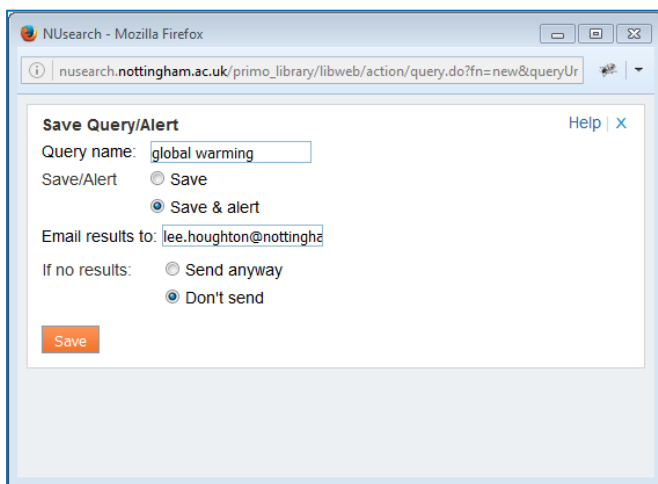 NUsearch - Mozilla Firefox
nusearch.nottingham.ac.uk/primo_library/libweb/action/query.do?fn=new&queryUr
Save Query/Alert Help | X
Query name: global warming
Save/Alert Save
Save & alert
Email results to: lee.houghton@nottingha
If no results: Send anyway
Don't send
Save